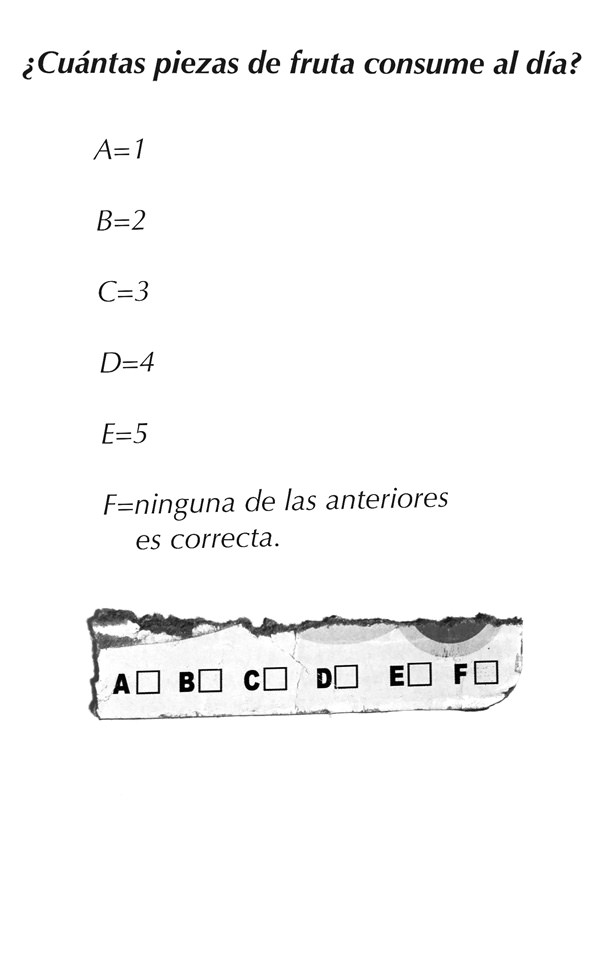 ¿Cuántas piezas de fruta consume al día?
A=1
B=2
C=3
D=4
E=5
F=ninguna de las anteriores
es correcta.
A B C D E F